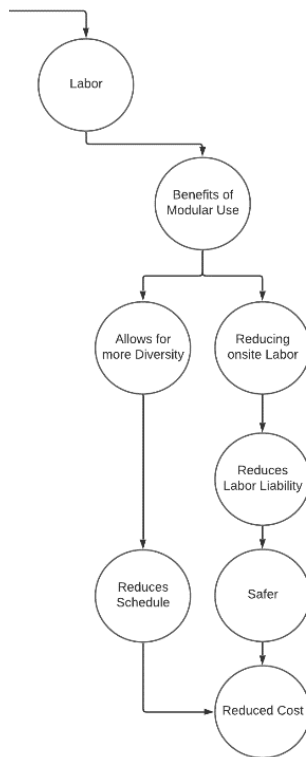 Labor
Benefits of
Modular Use
Allows for
more Diversity
Reducing
onsite Labor
Reduces
Labor Liability
Reduces
Schedule
Safer
Reduced Cost